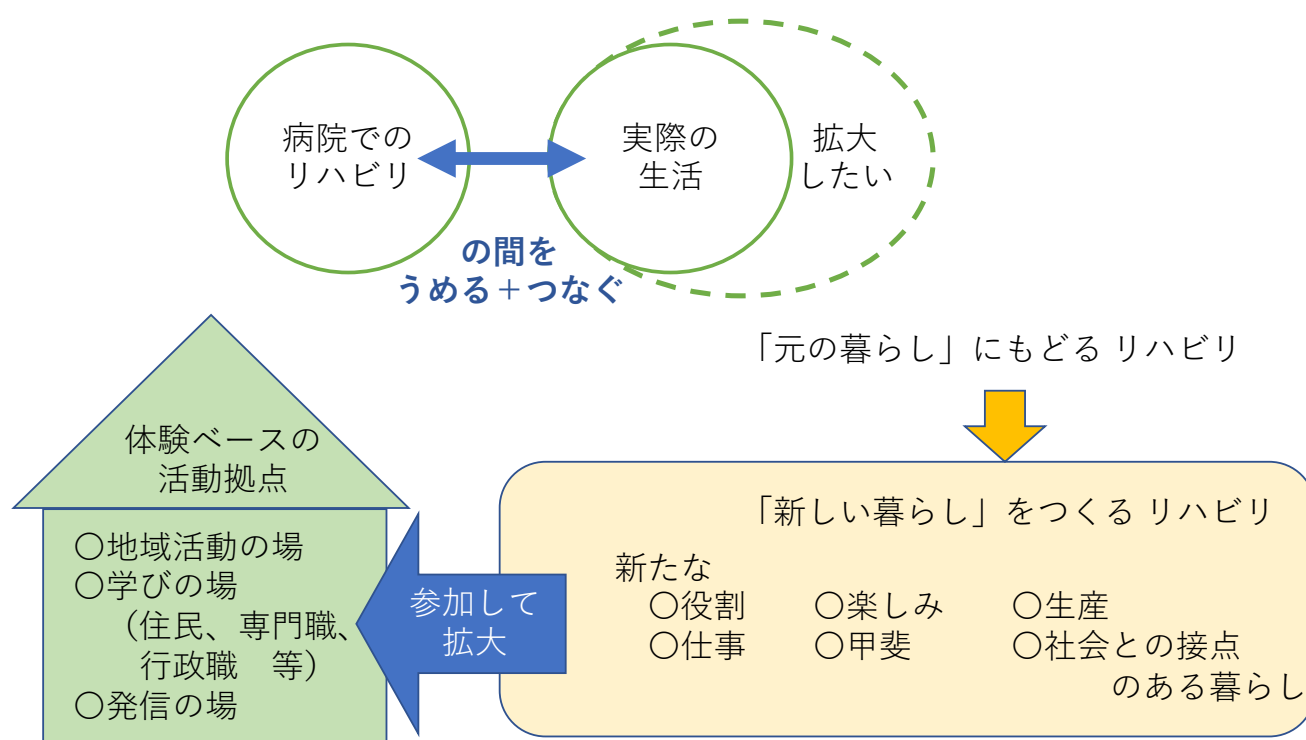 病院での
リハビリ
実際の
生活
拡大
したい
の間を
うめる＋つなぐ
「元の暮らし」にもどる リハビリ
体験ベースの
活動拠点
〇地域活動の場
〇学びの場
（住民、専門職、
行政職　等）
〇発信の場
参加して
拡大
「新しい暮らし」をつくる リハビリ
新たな
〇役割　〇楽しみ　〇生産
〇仕事　〇甲斐　〇社会との接点
のある暮らし